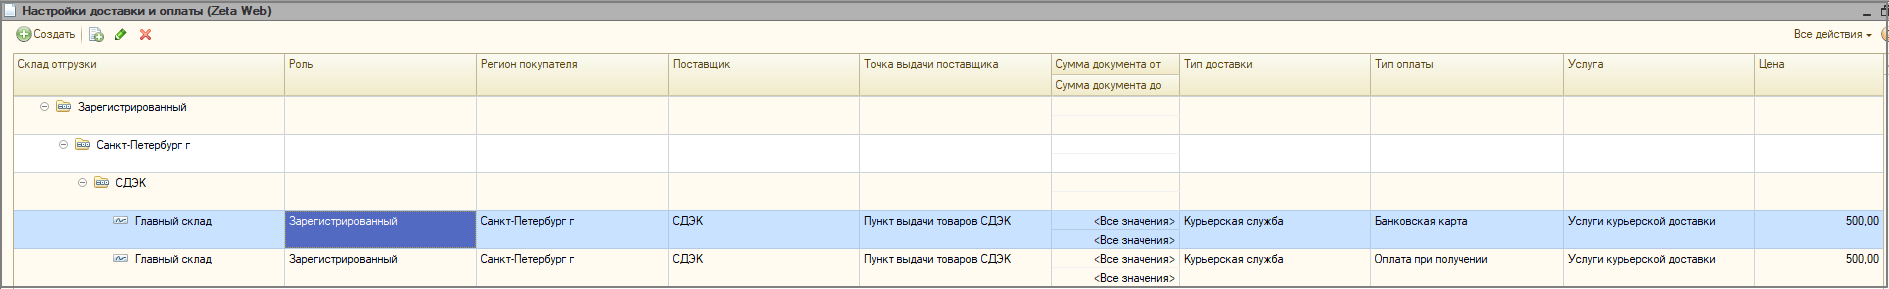 Настройки доставки и оплаты (Zeta Web)
Создать
Все действия
Склад отгрузки Роль Регион покупателя Поставщик Точка выдачи поставщика Сумма документа от Тип доставки Тип оплаты Услуга Цена
Сумма документа до
Зарегистрированный
Санкт-Петербург г
СДЭК
Главный склад Зарегистрированный Санкт-Петербург г СДЭК Пункт выдачи товаров СДЭК <Все значения> Курьерская служба Банковская карта Услуги курьерской доставки 500,00
<Все значения>
Главный склад Зарегистрированный Санкт-Петербург г СДЭК Пункт выдачи товаров СДЭК <Все значения> Курьерская служба Оплата при получении Услуги курьерской доставки 500,00
<Все значения>